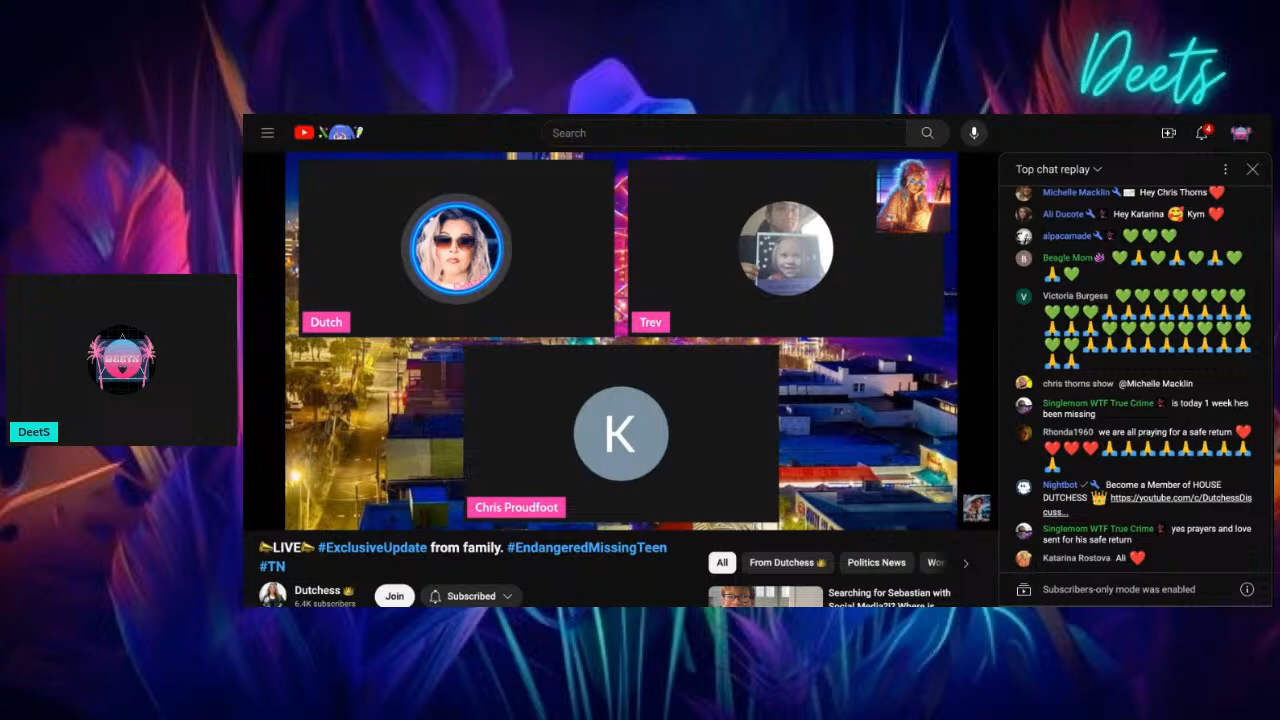 Deets
Search
4
Top chat replay
Michelle Macklin Hey Chris Thorns
Ali Ducote Hey Katarina Kym
alpacamade
B Beagle Mom
V Victoria Burgess
chris thorns show @Michelle Macklin
Singlemom WTF True Crime is today 1 week hes
been missing
Rhonda1960 we are all praying for a safe return
Nightbot Become a Member of HOUSE
DUTCHESS https://youtube.com/c/DutchessDis
cuss...
Singlemom WTF True Crime yes prayers and love
sent for his safe return
Katarina Rostova Ali
Subscribers-only mode was enabled
Dutch
Trev
K
Chris Proudfoot
DEETS
DeetS
LIVE #ExclusiveUpdate from family. #EndangeredMissingTeen
#TN
Dutchess
6.4K subscribers
Join
Subscribed
All
From Dutchess
Politics News
Wor
Searching for Sebastian with
Social Media?!? Where is